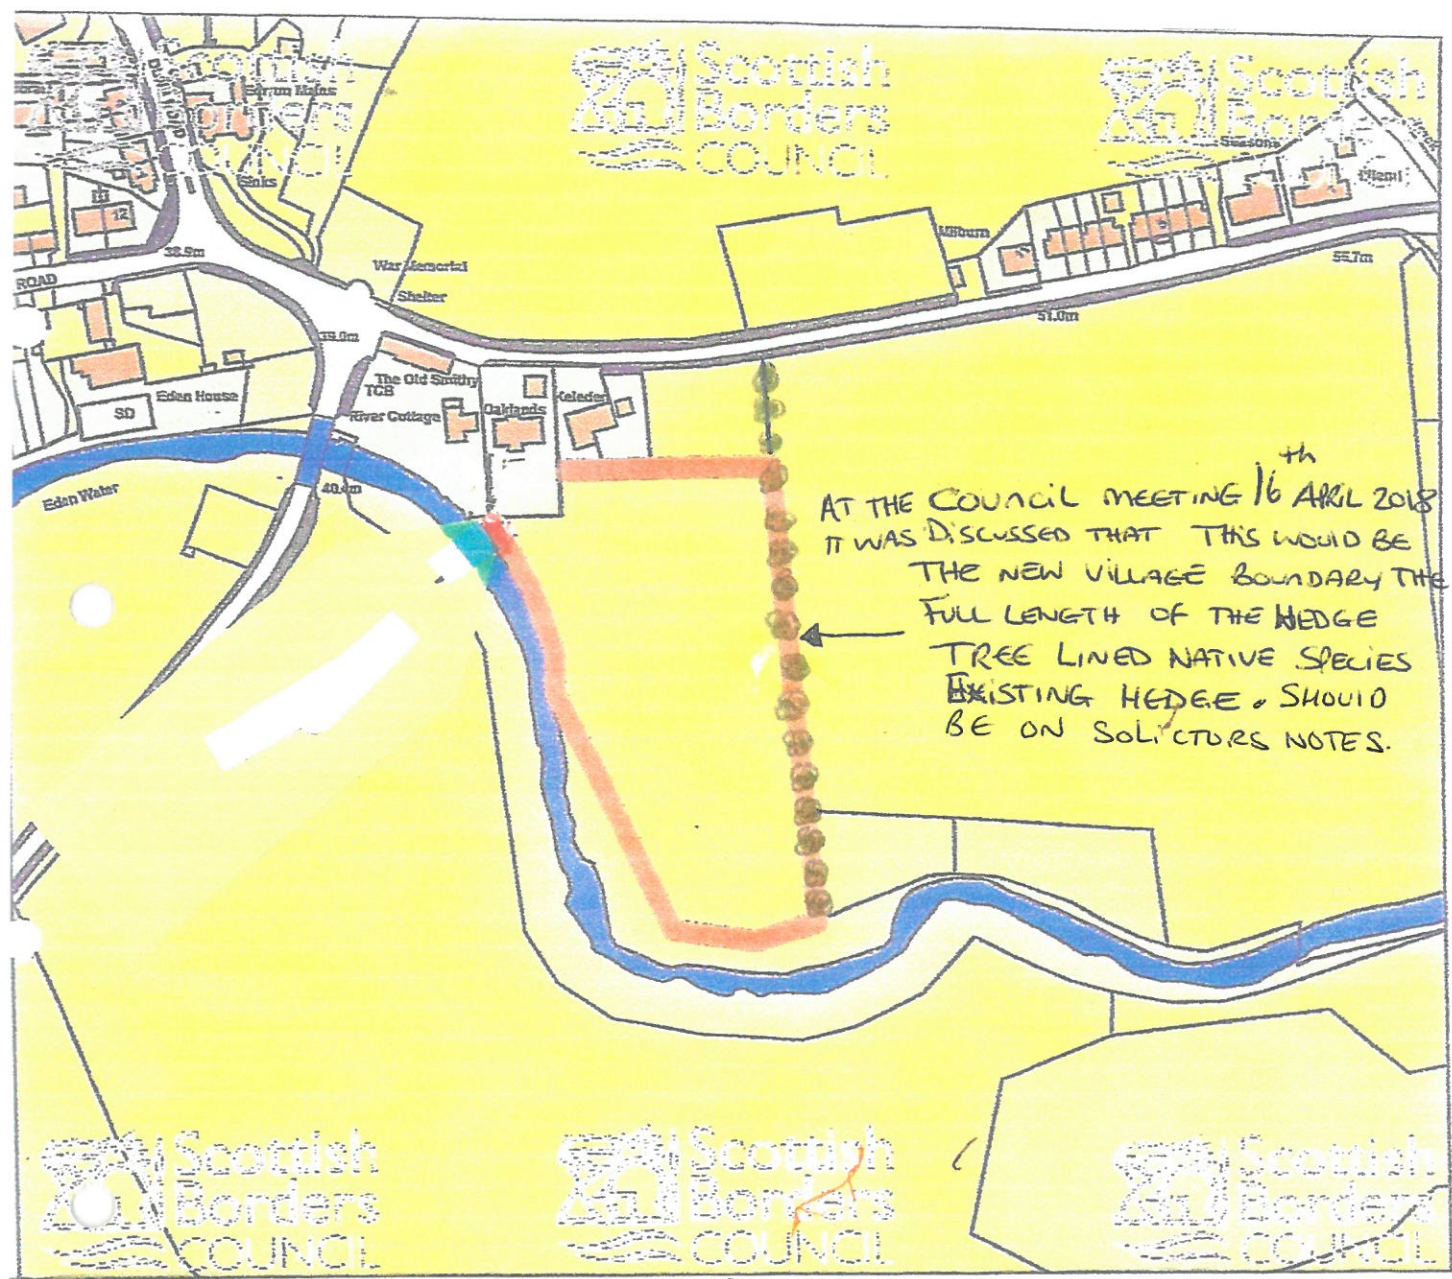 Scottish
Borders
COUNCIL
Scottish
Borders
COUNCIL
Scottish
Mains
Sinks
12
38.9m
ROAD
War Memorial
Shelter
39.0m
The Old Smithy
TCB
Eden House
SD
River Cottage
Oaklands
Keleder
Millburn
51.0m
55.7m
Eden Water
40.4m
AT THE COUNCIL MEETING 16th APRIL 2018
IT WAS DISCUSSED THAT THIS WOULD BE
THE NEW VILLAGE BOUNDARY THE
FULL LENGTH OF THE HEDGE
TREE LINED NATIVE SPECIES
EXISTING HEDGE. SHOULD
BE ON SOLICTORS NOTES.
Scottish
Borders
COUNCIL
Scottish
Borders
COUNCIL
Scottish
Borders
COUNCIL